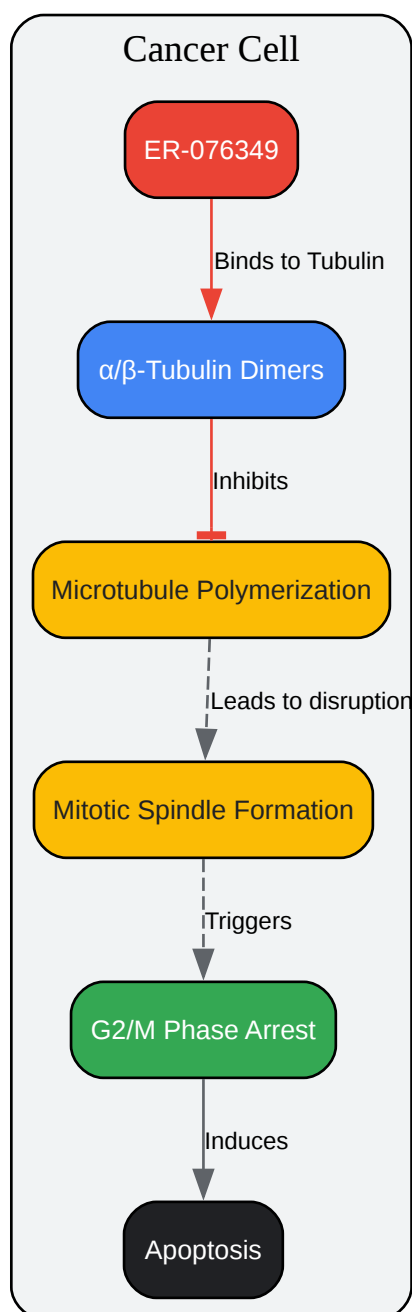 Cancer Cell
ER-076349
Binds to Tubulin
α/β-Tubulin Dimers
Inhibits
Microtubule Polymerization
Leads to disruption
Mitotic Spindle Formation
Triggers
G2/M Phase Arrest
Induces
Apoptosis